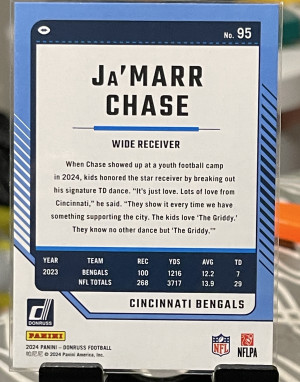 No. 95
JA'MARR
CHASE
WIDE RECEIVER
When Chase showed up at a youth football camp
in 2024, kids honored the star receiver by breaking out
his signature TD dance. "It's just love. Lots of love from
Cincinnati," he said. "They show it every time we have
something supporting the city. The kids love 'The Griddy.'
They know no other dance but 'The Griddy.'"
YEAR TEAM REC YDS AVG TD
2023 BENGALS 100 1216 12.2 7
NFL TOTALS 268 3717 13.9 29
CINCINNATI BENGALS
DONRUSS
PANINI
2024 PANINI – DONRUSS FOOTBALL
© 2024 Panini America, Inc.
NFL
NFLPA